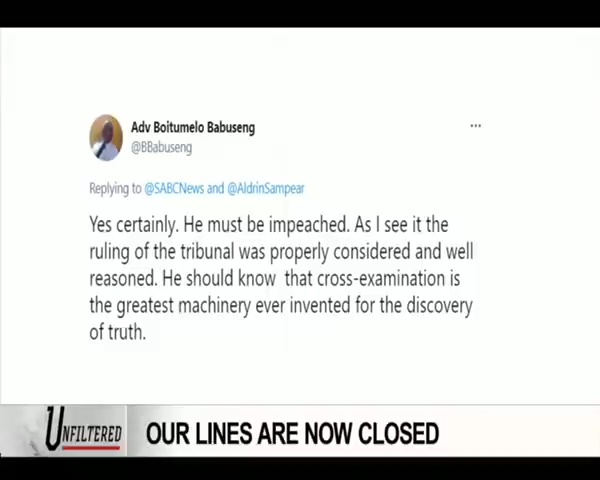 Adv Boitumelo Babuseng
...
@BBabuseng
Replying to @SABCNews and @AldrinSampear
Yes certainly. He must be impeached. As I see it the
ruling of the tribunal was properly considered and well
reasoned. He should know  that cross-examination is
the greatest machinery ever invented for the discovery
of truth.
UNFILTERED
OUR LINES ARE NOW CLOSED